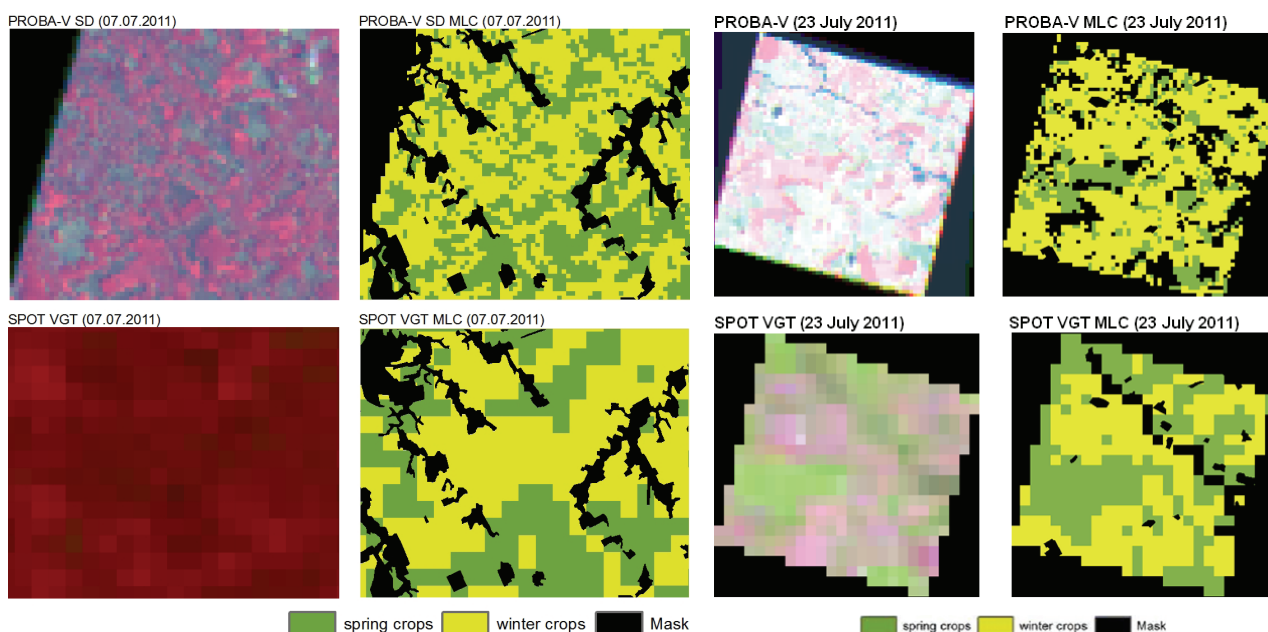 PROBA-V SD (07.07.2011)
PROBA-V SD MLC (07.07.2011)
PROBA-V (23 July 2011)
PROBA-V MLC (23 July 2011)
SPOT VGT (07.07.2011)
SPOT VGT MLC (07.07.2011)
SPOT VGT (23 July 2011)
SPOT VGT MLC (23 July 2011)
spring crops winter crops Mask
spring crops winter crops Mask